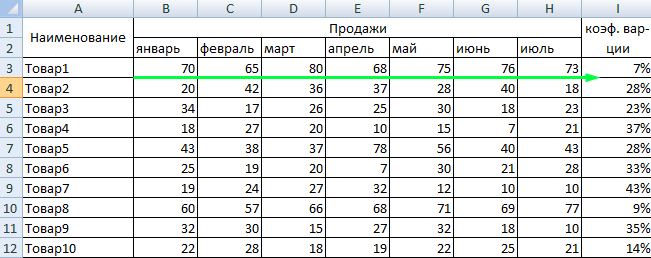 A B C D E F G H I
1 Наименование Продажи коэф. вар-
2 январь февраль март апрель май июнь июль ции
3 Товар1 70 65 80 68 75 76 73 7%
4 Товар2 20 42 36 37 28 40 18 28%
5 Товар3 34 17 26 25 30 18 23 23%
6 Товар4 18 27 20 10 15 7 21 37%
7 Товар5 43 38 37 78 56 40 43 28%
8 Товар6 25 19 20 7 30 21 28 33%
9 Товар7 19 24 27 32 12 10 10 43%
10 Товар8 60 57 66 68 71 69 77 9%
11 Товар9 32 30 15 27 32 18 10 35%
12 Товар10 22 28 18 19 22 25 21 14%